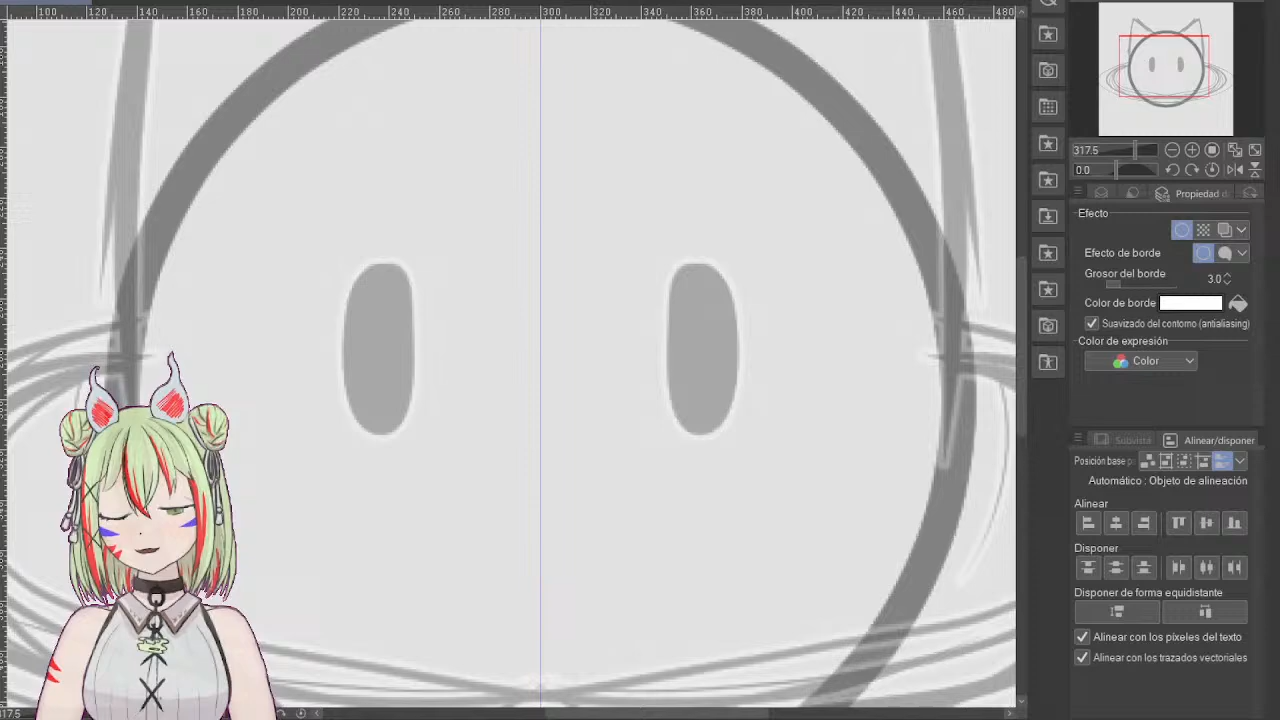 100 120 140 160 180 200 220 240 260 280 300 320 340 360 380 400 420 440 460 480
317.5
0.0
Propiedad d
Efecto
Efecto de borde
Grosor del borde 3.0
Color de borde
Suavizado del contorno (antialiasing)
Color de expresión
Color
Subvista Alinear/disponer
Posición base p
Automático : Objeto de alineación
Alinear
Disponer
Disponer de forma equidistante
Alinear con los píxeles del texto
Alinear con los trazados vectoriales